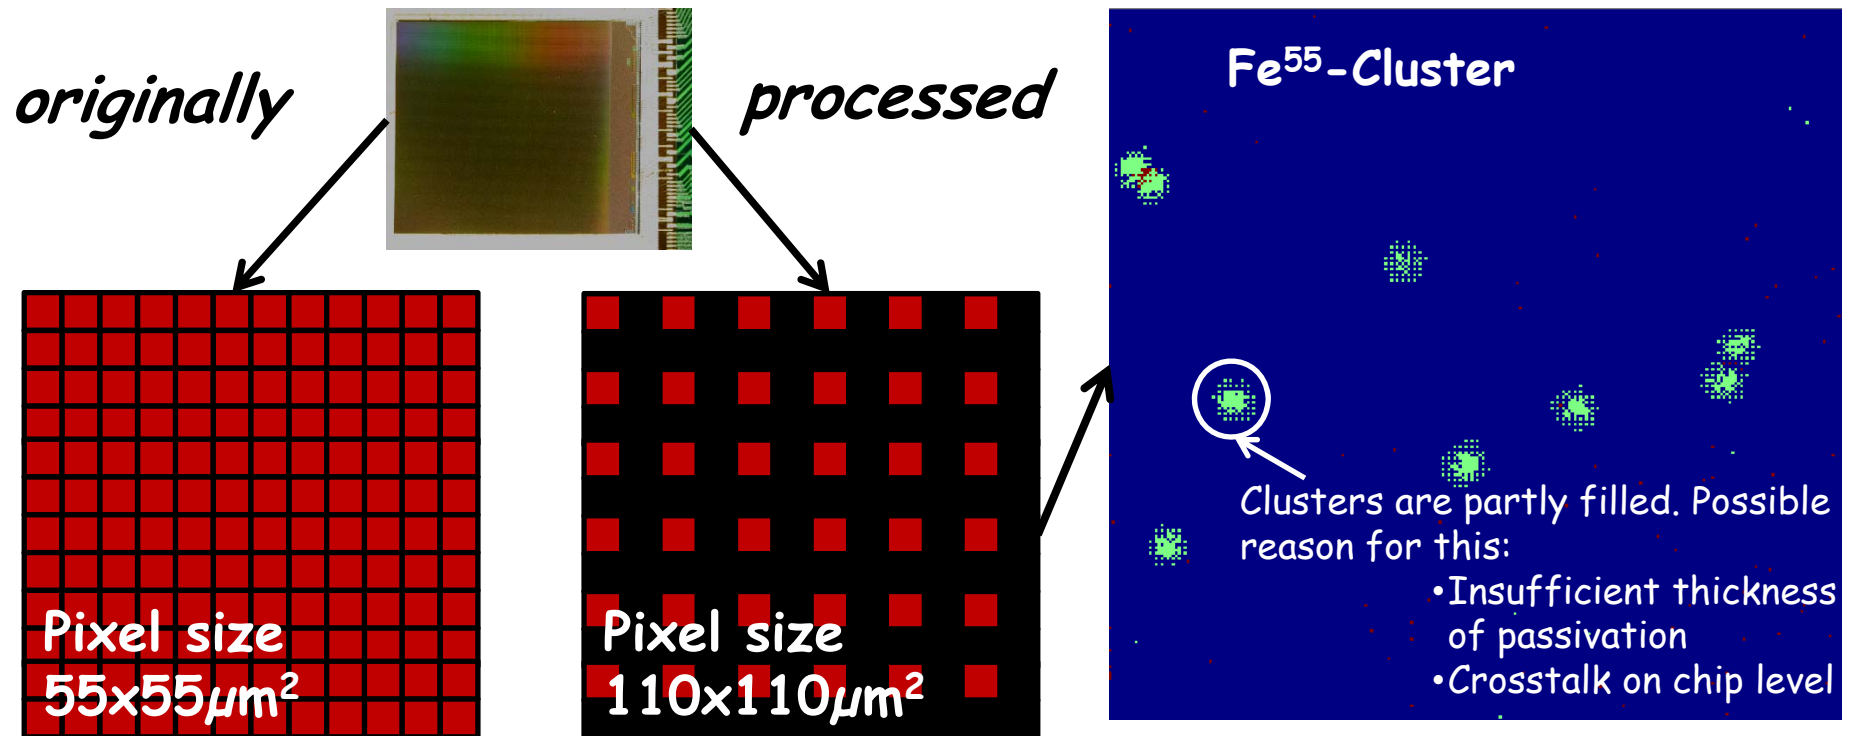 originally
processed
Pixel size
55x55µm²
Pixel size
110x110µm²
Fe⁵⁵-Cluster
Clusters are partly filled. Possible
reason for this:
•Insufficient thickness
of passivation
•Crosstalk on chip level